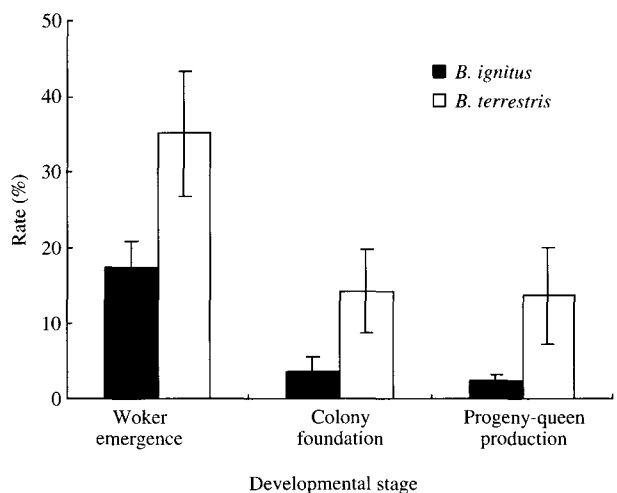 50
40
30
20
10
0
Rate (%)
B. ignitus
B. terrestris
Woker
emergence
Colony
foundation
Progeny-queen
production
Developmental stage